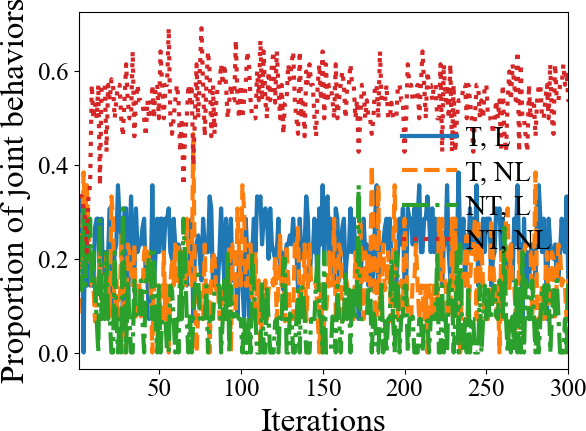 Proportion of joint behaviors
0.6
0.4
0.2
0.0
T, L
T, NL
NT, L
NT, NL
50 100 150 200 250 300
Iterations